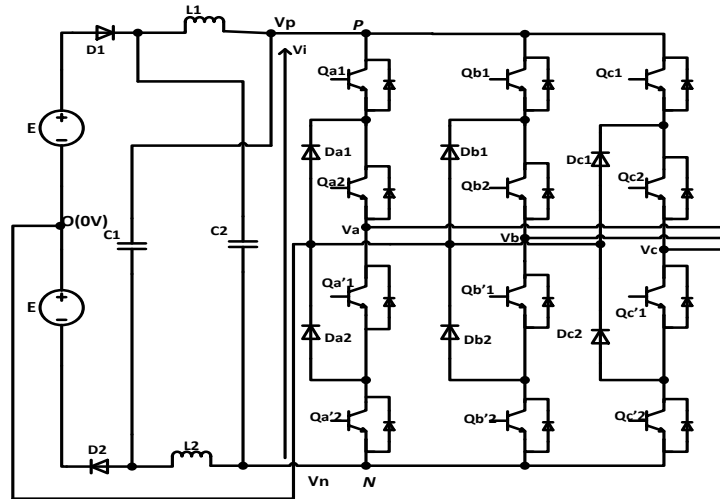 L1
Vp
P
D1
Vi
Qa1
Qb1
Qc1
E
+
−
Da1
Db1
Dc1
Qa2
Qb2
Qc2
O(0V)
C1
C2
Va
Vb
Vc
Qa'1
Qb'1
Qc'1
E
+
−
Da2
Db2
Dc2
Qa'2
Qb'2
Qc'2
D2
L2
Vn
N